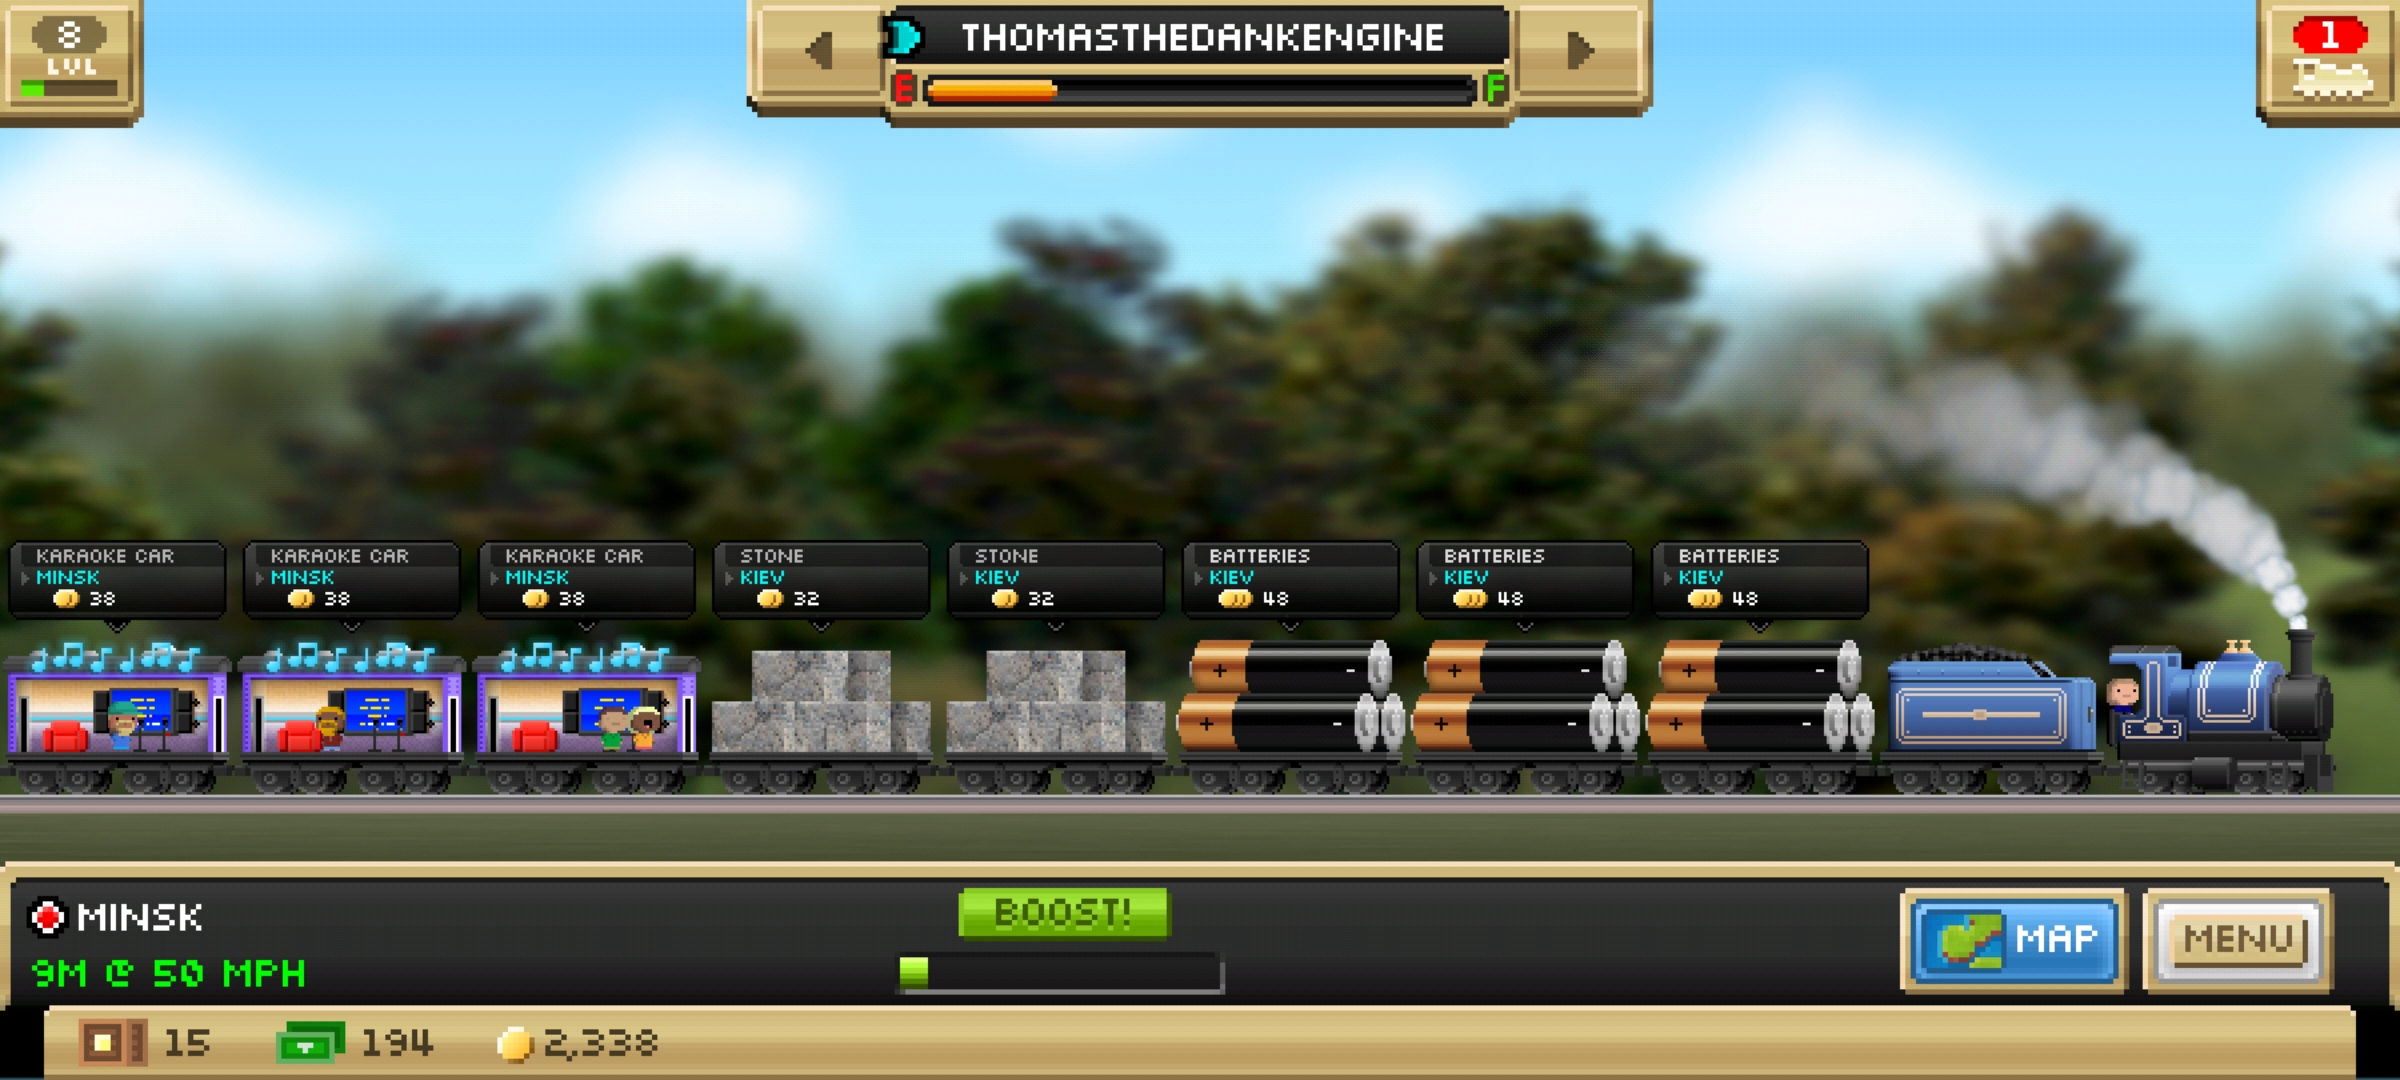 8
LVL
THOMASTHEDANKENGINE
E F
1
KARAOKE CAR
MINSK
38
KARAOKE CAR
MINSK
38
KARAOKE CAR
MINSK
38
STONE
KIEV
32
STONE
KIEV
32
BATTERIES
KIEV
48
BATTERIES
KIEV
48
BATTERIES
KIEV
48
+ -
+ -
+ -
+ -
+ -
+ -
MINSK
9M @ 50 MPH
BOOST!
MAP
MENU
15
194
2,338